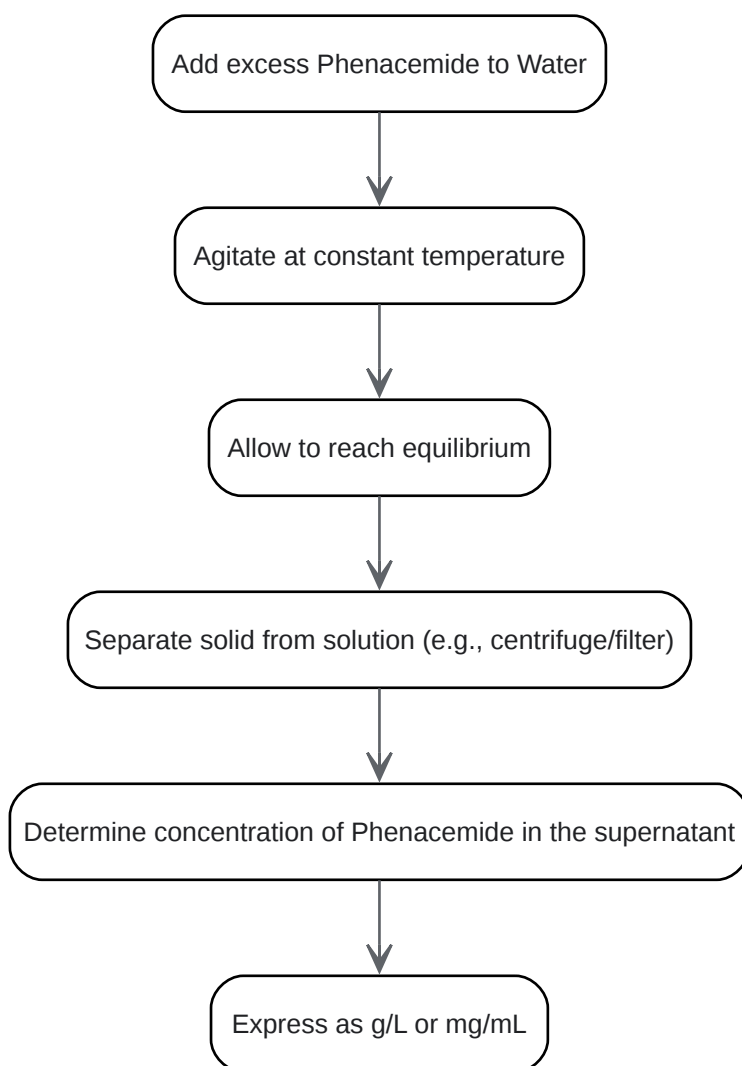 Add excess Phenacemide to Water
Agitate at constant temperature
Allow to reach equilibrium
Separate solid from solution (e.g., centrifuge/filter)
Determine concentration of Phenacemide in the supernatant
Express as g/L or mg/mL